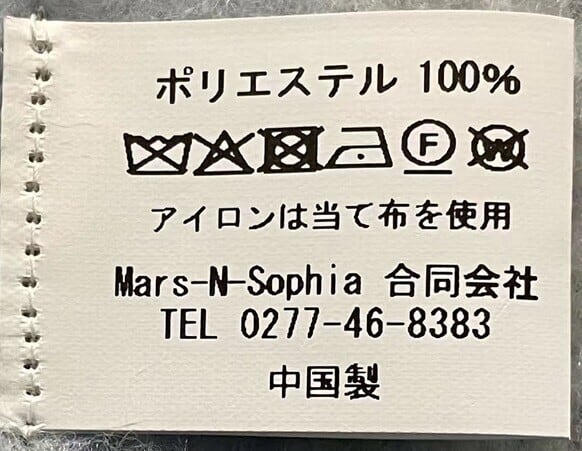 ポリエステル 100%
F W
アイロンは当て布を使用
Mars-N-Sophia 合同会社
TEL 0277-46-8383
中国製